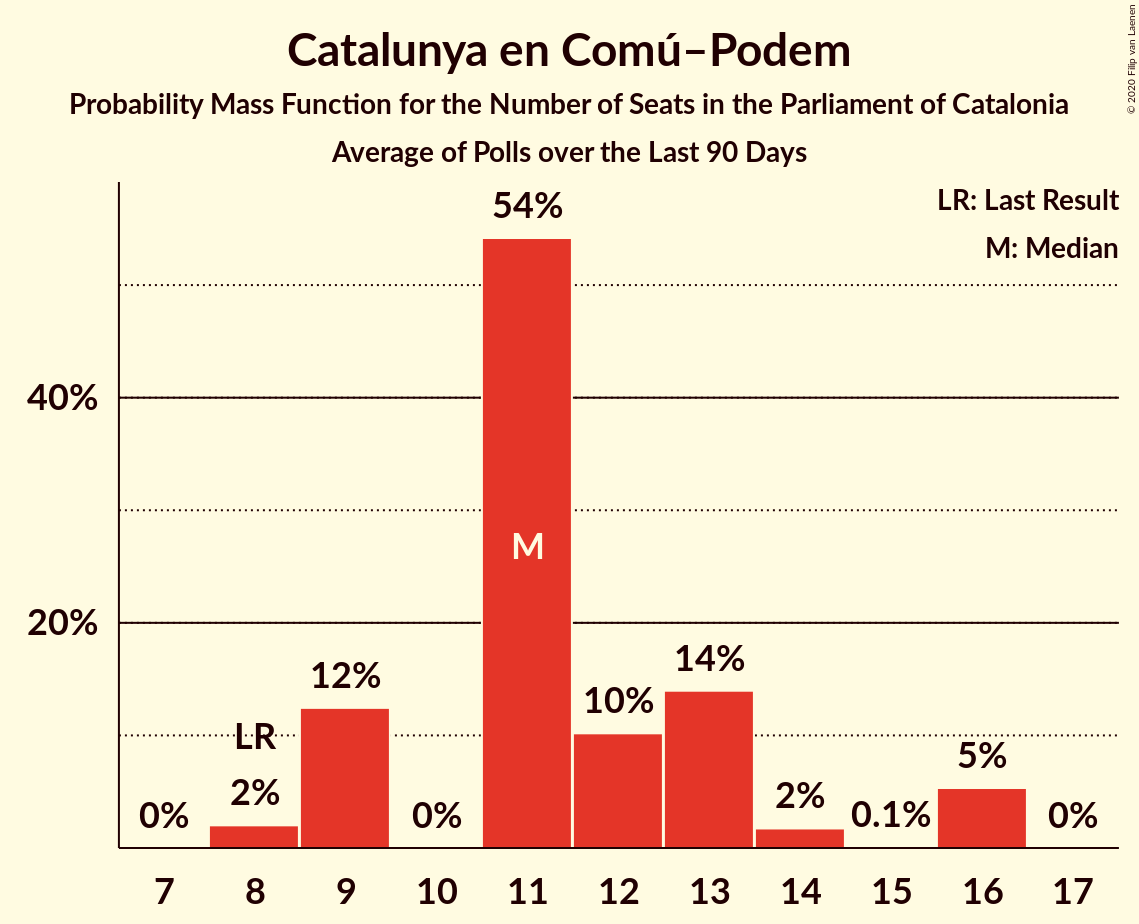 Catalunya en Comú–Podem
Probability Mass Function for the Number of Seats in the Parliament of Catalonia
Average of Polls over the Last 90 Days
© 2020 Filip van Laenen
LR: Last Result
M: Median
40%
20%
0%
LR
2%
12%
0%
54%
M
10%
14%
2%
0.1%
5%
0%
7 8 9 10 11 12 13 14 15 16 17